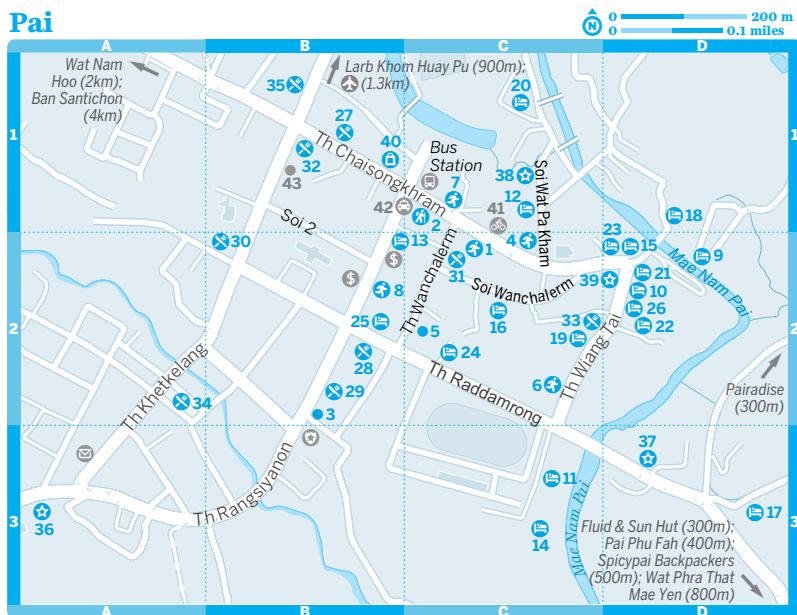 Pai
0 200 m
N
0 0.1 miles
A B C D
Wat Nam
Hoo (2km);
Ban Santichon
(4km)
Larb Khom Huay Pu (900m);
(1.3km)
35
20
1
27
40
Bus
Station
1
Th Chaisongkhram
32
43
38
Soi Wat Pa Kham
7
12
42
41
2
18
Soi 2
30
13
Th Wanchalerm
1
4
23
15
9
Mae Nam Pai
$
31
21
$
8
Soi Wanchalerm
39
10
16
26
25
5
33
22
2
2
28
24
19
Th Wiang Tai
Th Khetkelang
Th Raddamrong
6
29
Pairadise
(300m)
34
3
37
Th Rangsiyanon
11
36
17
3
3
14
Mae Nam Pai
Fluid & Sun Hut (300m);
Pai Phu Fah (400m);
Spicypai Backpackers
(500m); Wat Phra That
Mae Yen (800m)
A B C D